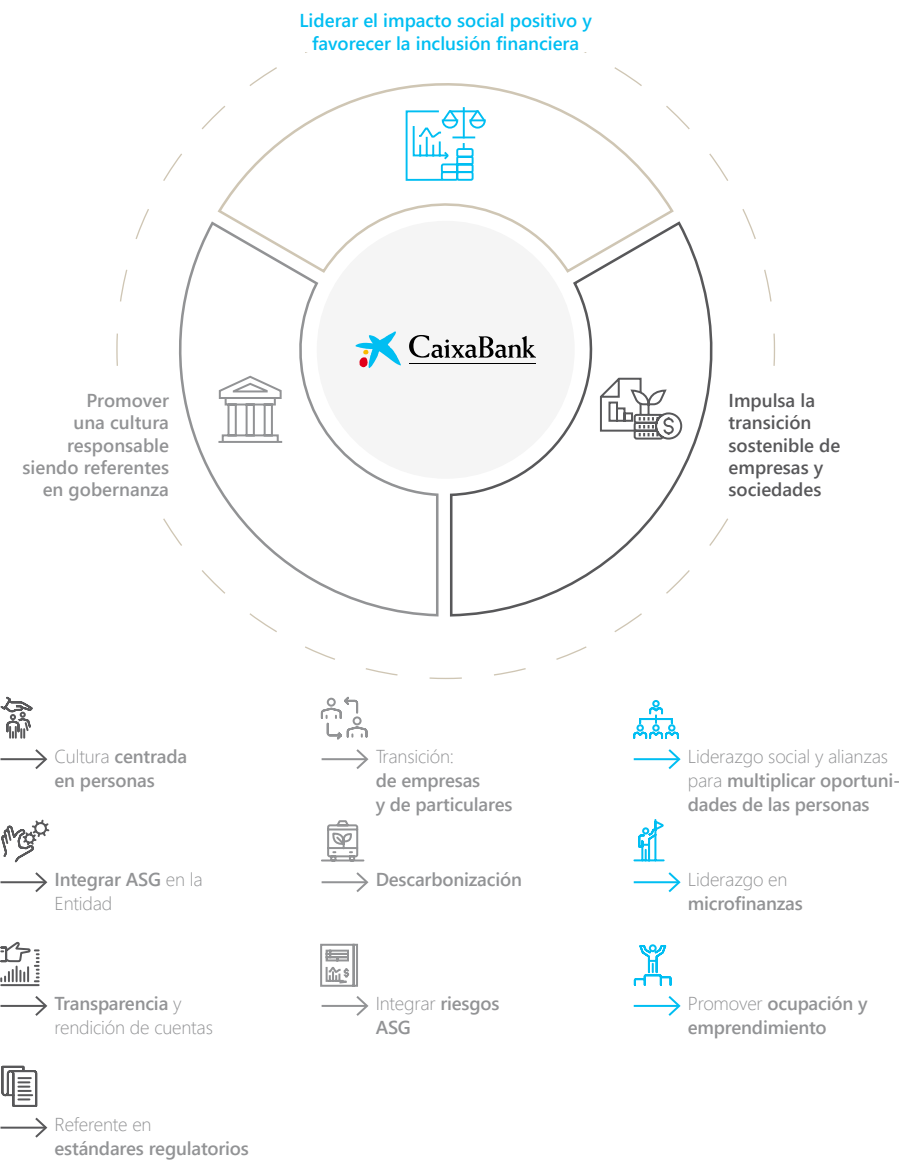 Liderar el impacto social positivo y
favorecer la inclusión financiera
CaixaBank
Promover
una cultura
responsable
siendo referentes
en gobernanza
Impulsa la
transición
sostenible de
empresas y
sociedades
Cultura centrada
en personas
Integrar ASG en la
Entidad
Transparencia y
rendición de cuentas
Referente en
estándares regulatorios
Transición:
de empresas
y de particulares
Descarbonización
Integrar riesgos
ASG
Liderazgo social y alianzas
para multiplicar oportuni-
dades de las personas
Liderazgo en
microfinanzas
Promover ocupación y
emprendimiento